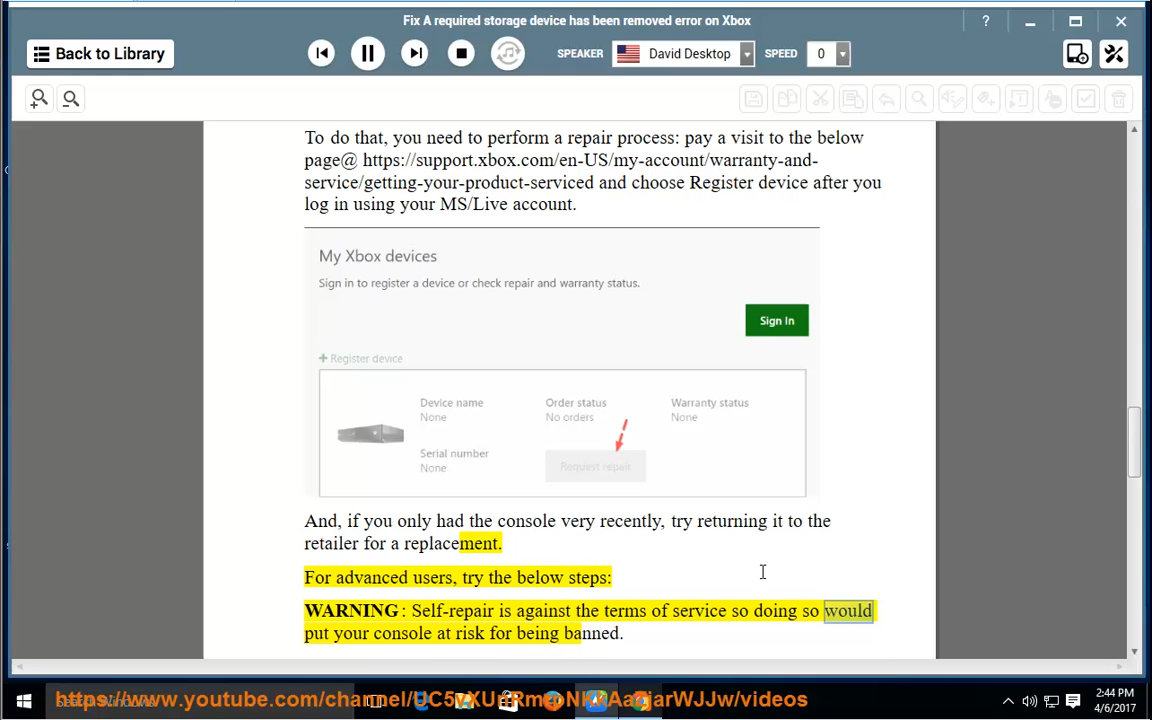 Fix A required storage device has been removed error on Xbox
?
Back to Library
SPEAKER
David Desktop
SPEED
0
To do that, you need to perform a repair process: pay a visit to the below
page@ https://support.xbox.com/en-US/my-account/warranty-and-
service/getting-your-product-serviced and choose Register device after you
log in using your MS/Live account.
My Xbox devices
Sign in to register a device or check repair and warranty status.
Sign In
+ Register device
Device name
None
Order status
No orders
Warranty status
None
Serial number
None
Request repair
And, if you only had the console very recently, try returning it to the
retailer for a replacement.
For advanced users, try the below steps:
WARNING: Self-repair is against the terms of service so doing so would
put your console at risk for being banned.
Search Windows
2:44 PM
4/6/2017